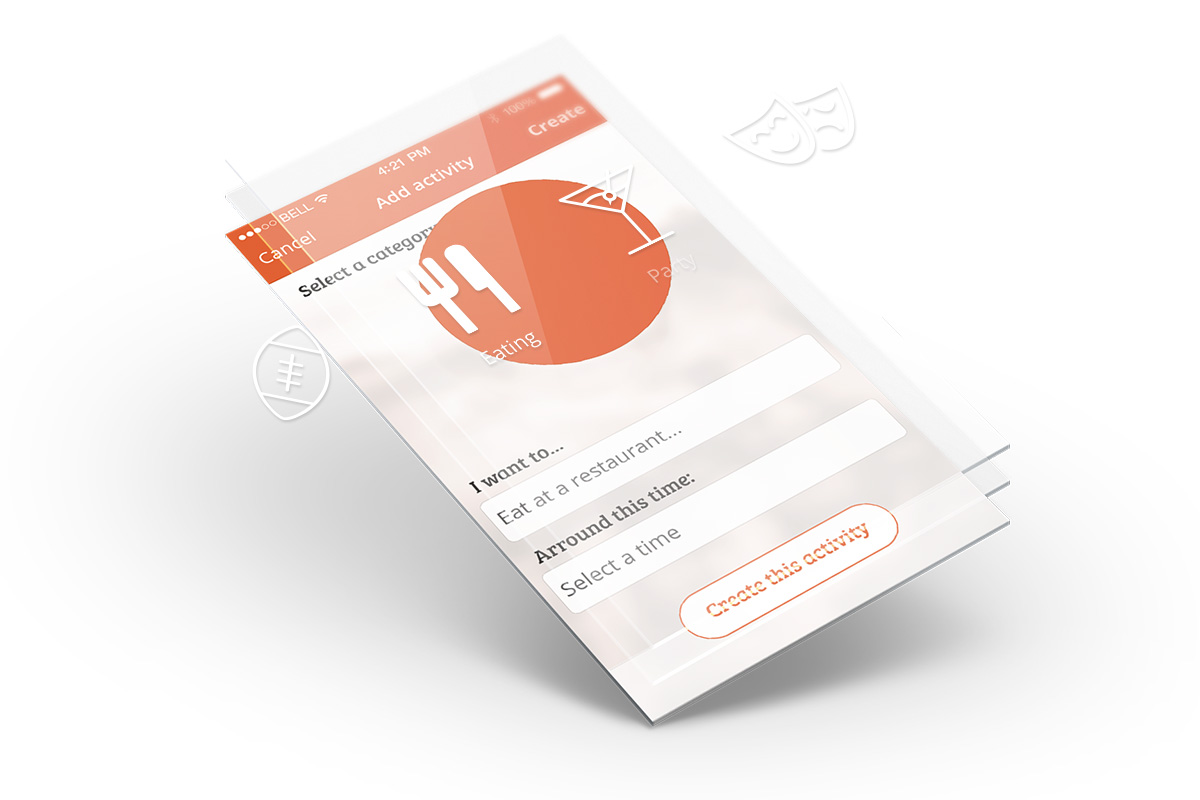 BELL 4:21 PM 100%
Cancel Add activity Create
Select a category
Eating Party
I want to...
Eat at a restaurant...
Arround this time:
Select a time
Create this activity